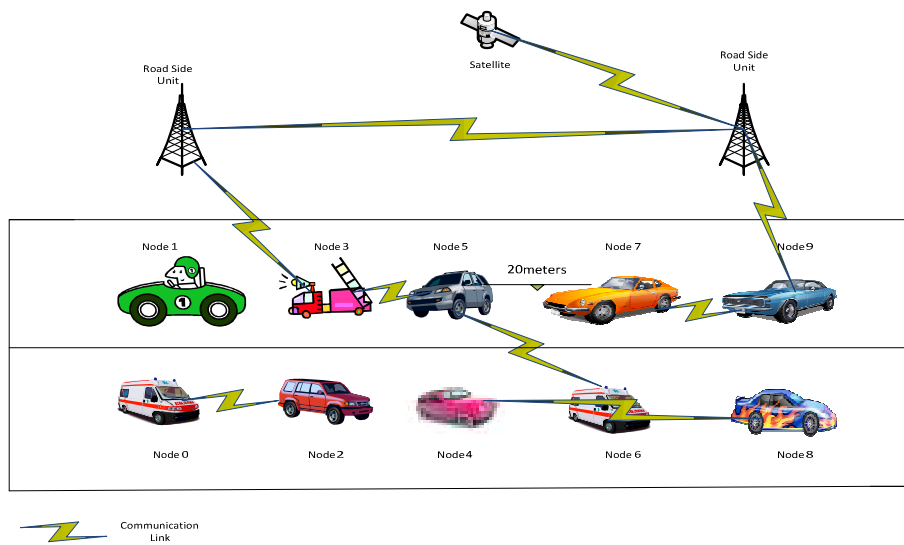 Satellite
Road Side
Unit
Road Side
Unit
Node 1
Node 3
Node 5
Node 7
Node 9
20meters
1
Node 0
Node 2
Node 4
Node 6
Node 8
Communication
Link